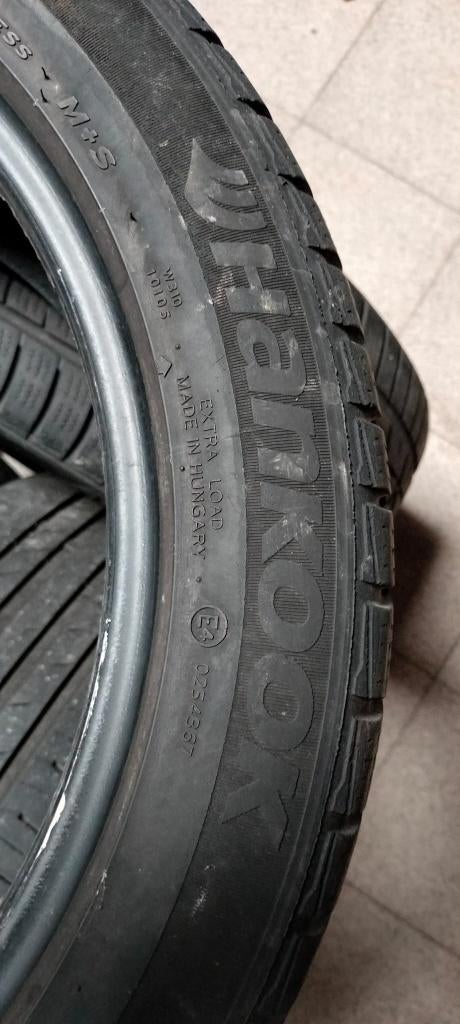 M+S
Hankook
W310
10105
EXTRA LOAD
MADE IN HUNGARY
E4
0254367